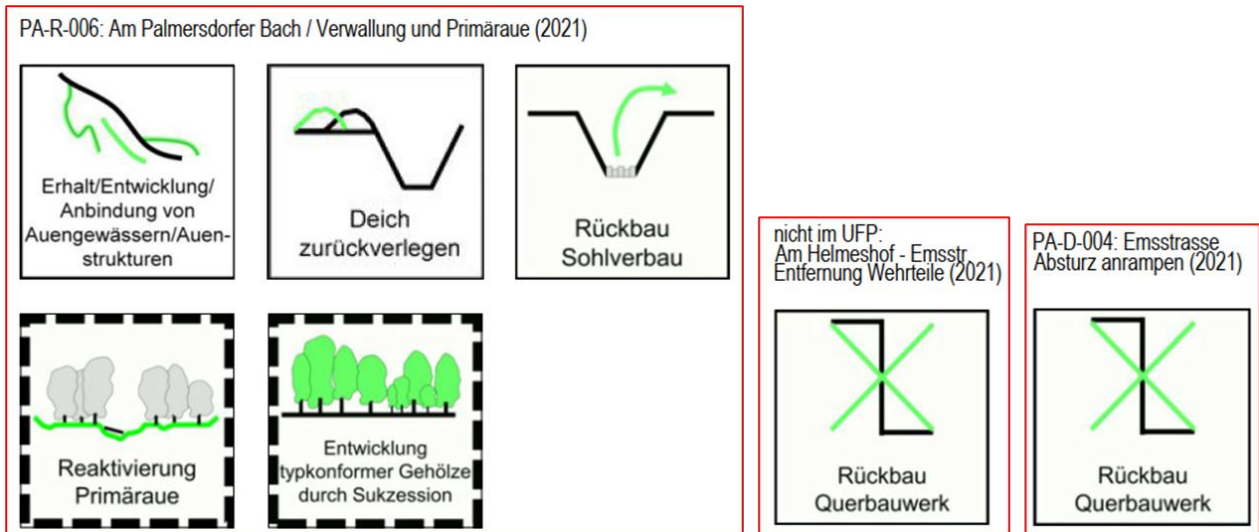 PA-R-006: Am Palmersdorfer Bach / Verwallung und Primäraue (2021)
Erhalt/Entwicklung/
Anbindung von
Auengewässern/Auen-
strukturen
Deich
zurückverlegen
Rückbau
Sohlverbau
Reaktivierung
Primäraue
Entwicklung
typkonformer Gehölze
durch Sukzession
nicht im UFP:
Am Helmeshof - Emsstr.
Entfernung Wehrteile (2021)
Rückbau
Querbauwerk
PA-D-004: Emsstrasse
Absturz anrampen (2021)
Rückbau
Querbauwerk